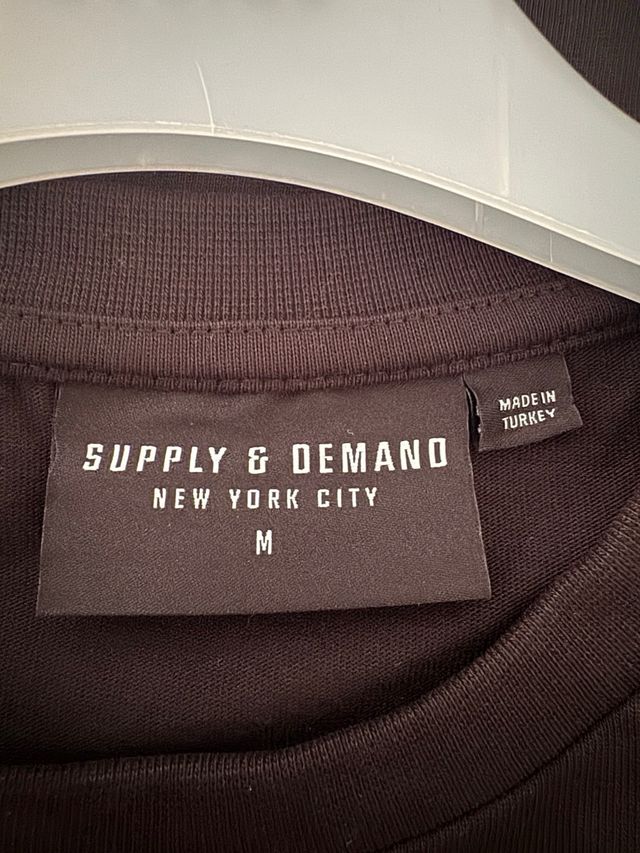 SUPPLY & DEMAND
NEW YORK CITY
M
MADE IN
TURKEY